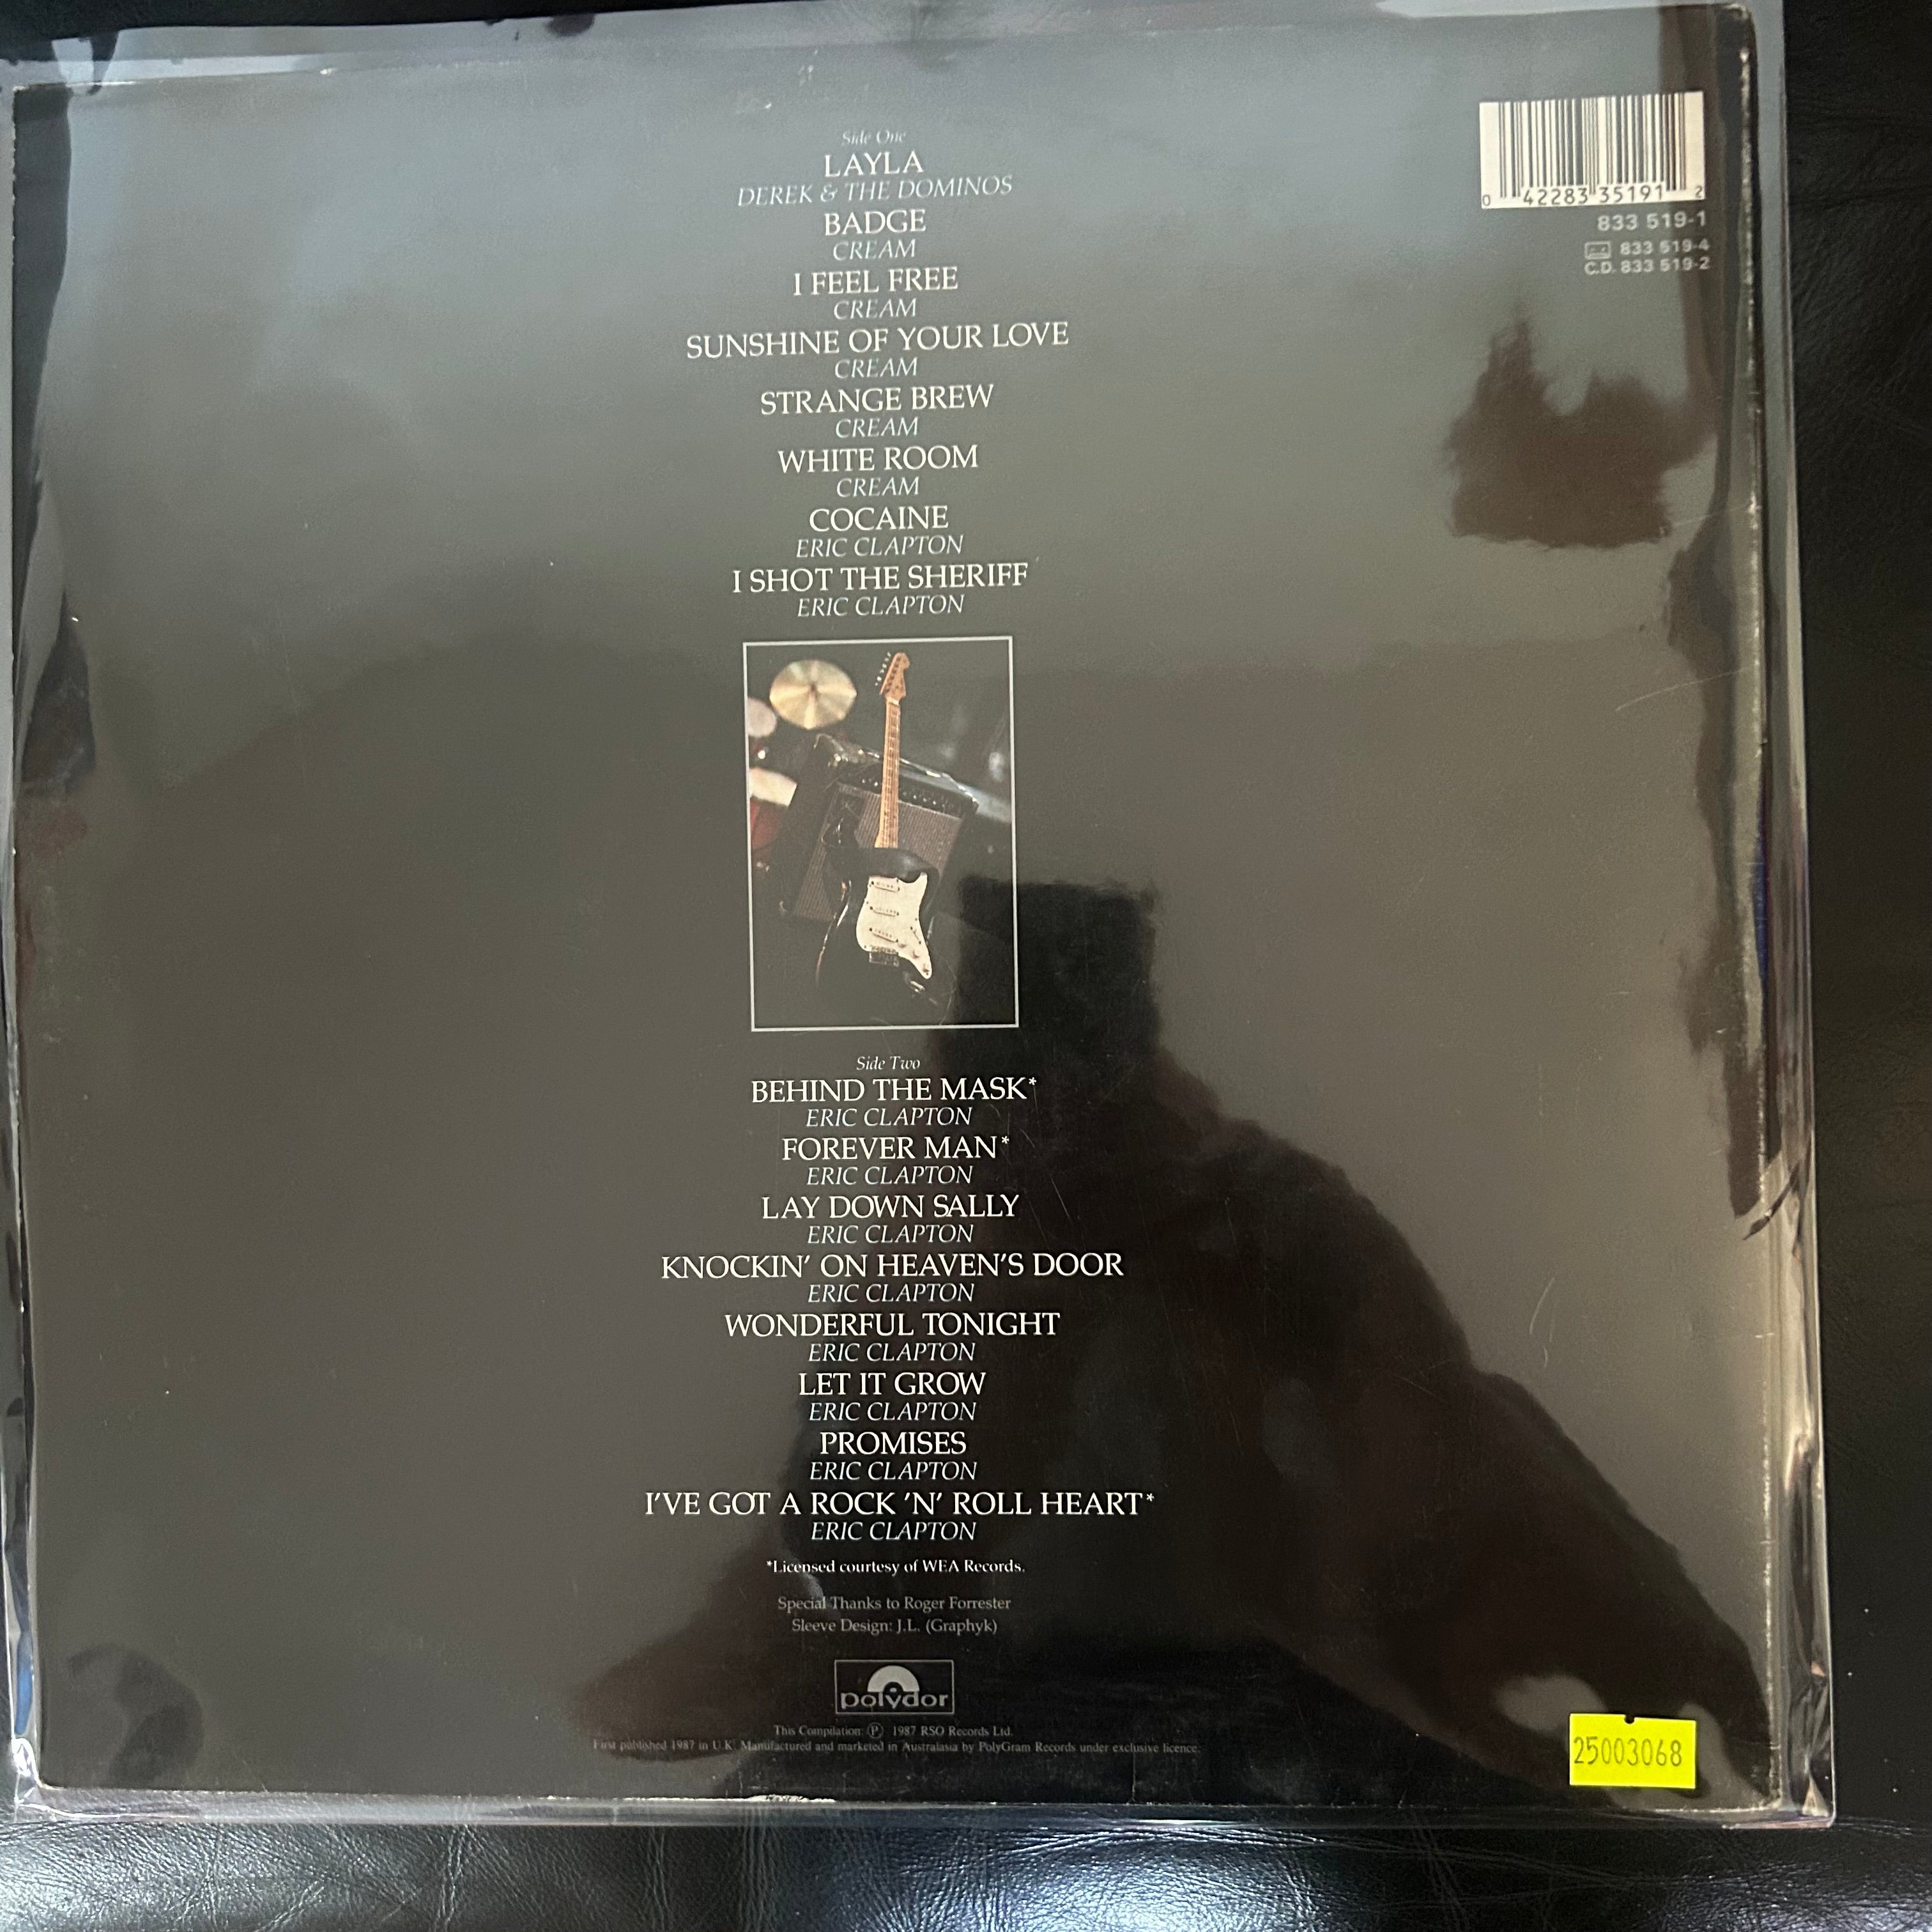 0 42283 35191 2
833 519-1
833 519-4
C.D. 833 519-2
Side One
LAYLA
DEREK & THE DOMINOS
BADGE
CREAM
I FEEL FREE
CREAM
SUNSHINE OF YOUR LOVE
CREAM
STRANGE BREW
CREAM
WHITE ROOM
CREAM
COCAINE
ERIC CLAPTON
I SHOT THE SHERIFF
ERIC CLAPTON
Side Two
BEHIND THE MASK*
ERIC CLAPTON
FOREVER MAN*
ERIC CLAPTON
LAY DOWN SALLY
ERIC CLAPTON
KNOCKIN' ON HEAVEN'S DOOR
ERIC CLAPTON
WONDERFUL TONIGHT
ERIC CLAPTON
LET IT GROW
ERIC CLAPTON
PROMISES
ERIC CLAPTON
I'VE GOT A ROCK 'N' ROLL HEART*
ERIC CLAPTON
*Licensed courtesy of WEA Records.
Special Thanks to Roger Forrester
Sleeve Design: J.L. (Graphyk)
polydor
This Compilation: ℗ 1987 RSO Records Ltd.
First published 1987 in U.K. Manufactured and marketed in Australasia by PolyGram Records under exclusive licence.
25003068